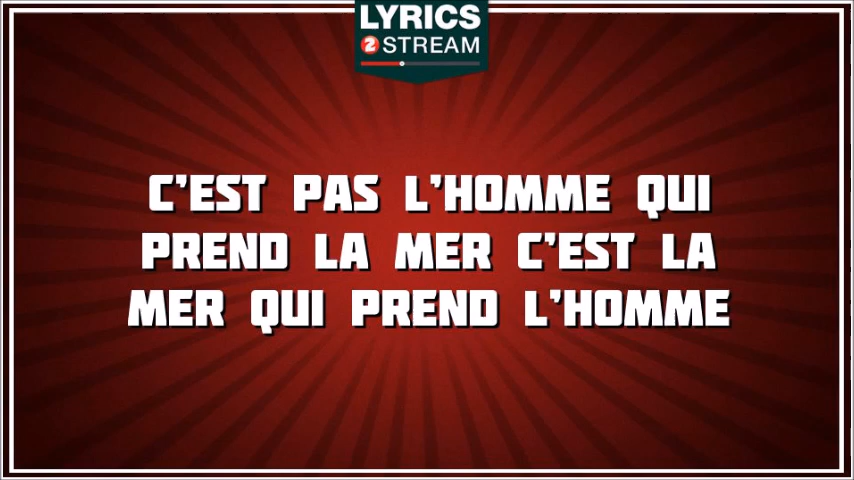 LYRICS
2 STREAM
C'EST PAS L'HOMME QUI
PREND LA MER C'EST LA
MER QUI PREND L'HOMME